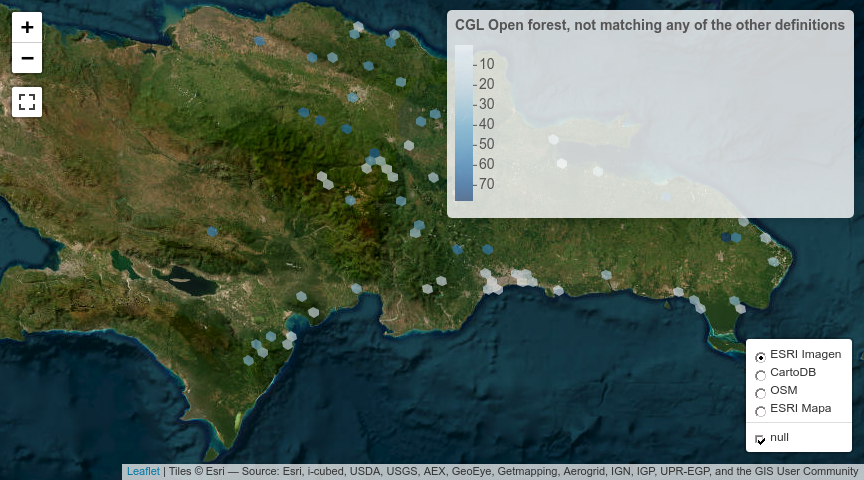 +
−
CGL Open forest, not matching any of the other definitions
10
20
30
40
50
60
70
ESRI Imagen
CartoDB
OSM
ESRI Mapa
null
Leaflet | Tiles © Esri — Source: Esri, i-cubed, USDA, USGS, AEX, GeoEye, Getmapping, Aerogrid, IGN, IGP, UPR-EGP, and the GIS User Community